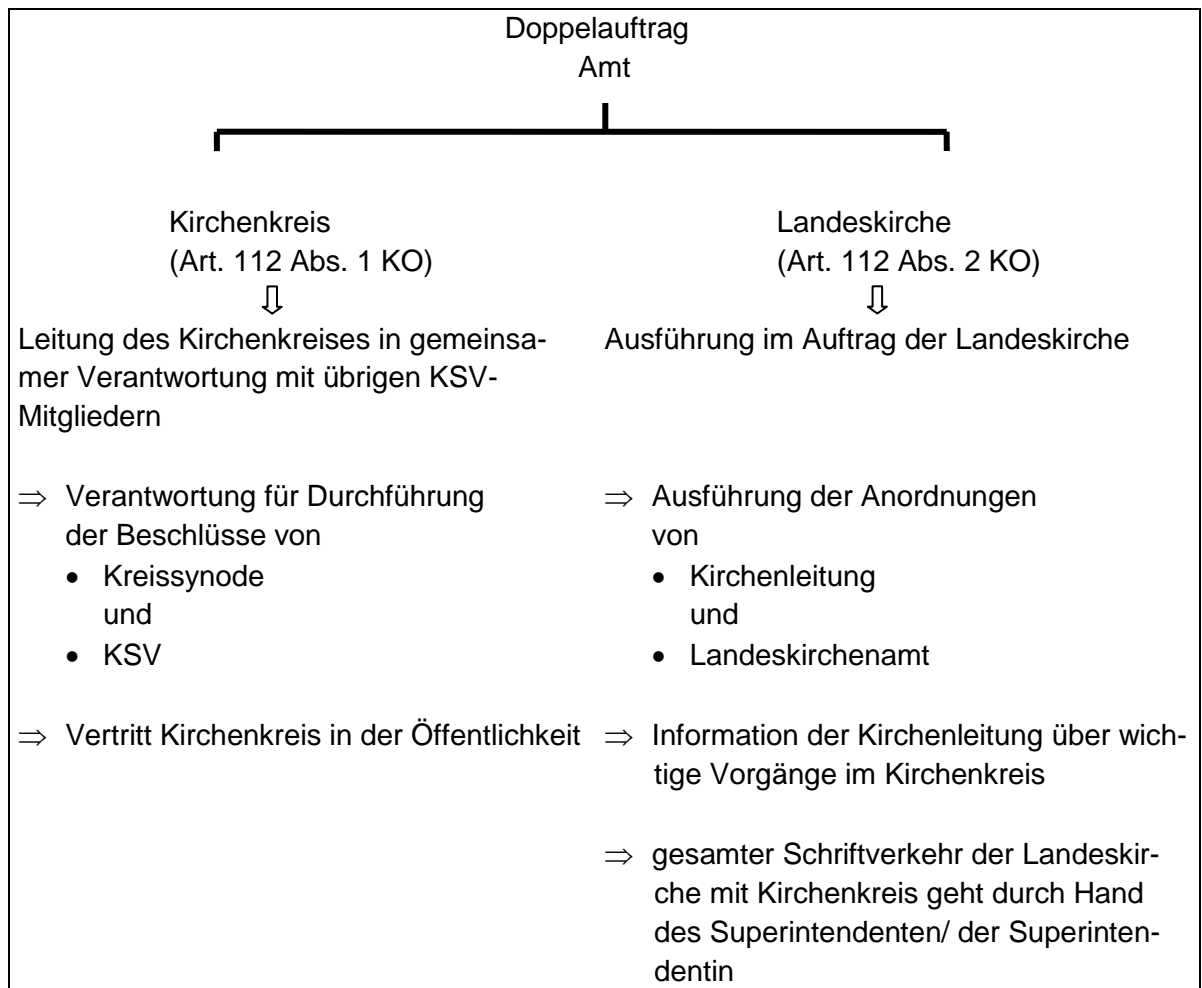 Doppelauftrag
Amt
Kirchenkreis
(Art. 112 Abs. 1 KO)
⇩
Leitung des Kirchenkreises in gemeinsa-
mer Verantwortung mit übrigen KSV-
Mitgliedern
⇒ Verantwortung für Durchführung
der Beschlüsse von
• Kreissynode
und
• KSV
⇒ Vertritt Kirchenkreis in der Öffentlichkeit
Landeskirche
(Art. 112 Abs. 2 KO)
⇩
Ausführung im Auftrag der Landeskirche
⇒ Ausführung der Anordnungen
von
• Kirchenleitung
und
• Landeskirchenamt
⇒ Information der Kirchenleitung über wich-
tige Vorgänge im Kirchenkreis
⇒ gesamter Schriftverkehr der Landeskir-
che mit Kirchenkreis geht durch Hand
des Superintendenten/ der Superinten-
dentin